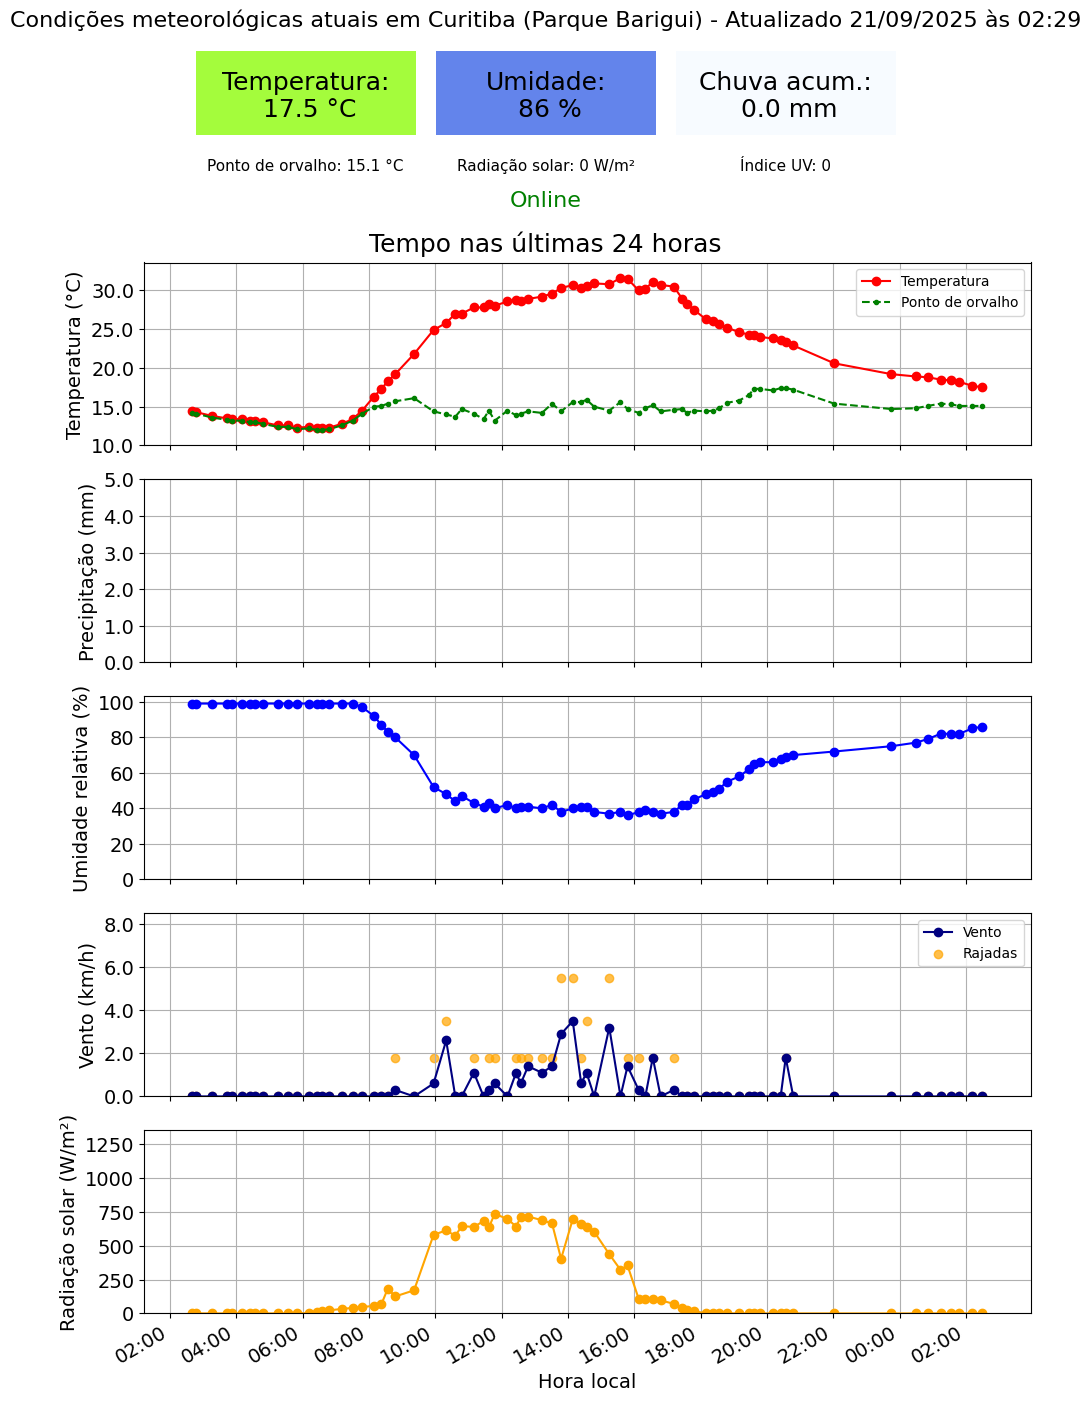 Condições meteorológicas atuais em Curitiba (Parque Barigui) - Atualizado 21/09/2025 às 02:29
Temperatura:
17.5 °C
Umidade:
86 %
Chuva acum.:
0.0 mm
Ponto de orvalho: 15.1 °C
Radiação solar: 0 W/m²
Índice UV: 0
Online
Tempo nas últimas 24 horas
Temperatura (°C)
30.0
25.0
20.0
15.0
10.0
Temperatura
Ponto de orvalho
Precipitação (mm)
5.0
4.0
3.0
2.0
1.0
0.0
Umidade relativa (%)
100
80
60
40
20
0
Vento (km/h)
8.0
6.0
4.0
2.0
0.0
Vento
Rajadas
Radiação solar (W/m²)
1250
1000
750
500
250
0
02:00
04:00
06:00
08:00
10:00
12:00
14:00
16:00
18:00
20:00
22:00
00:00
02:00
Hora local